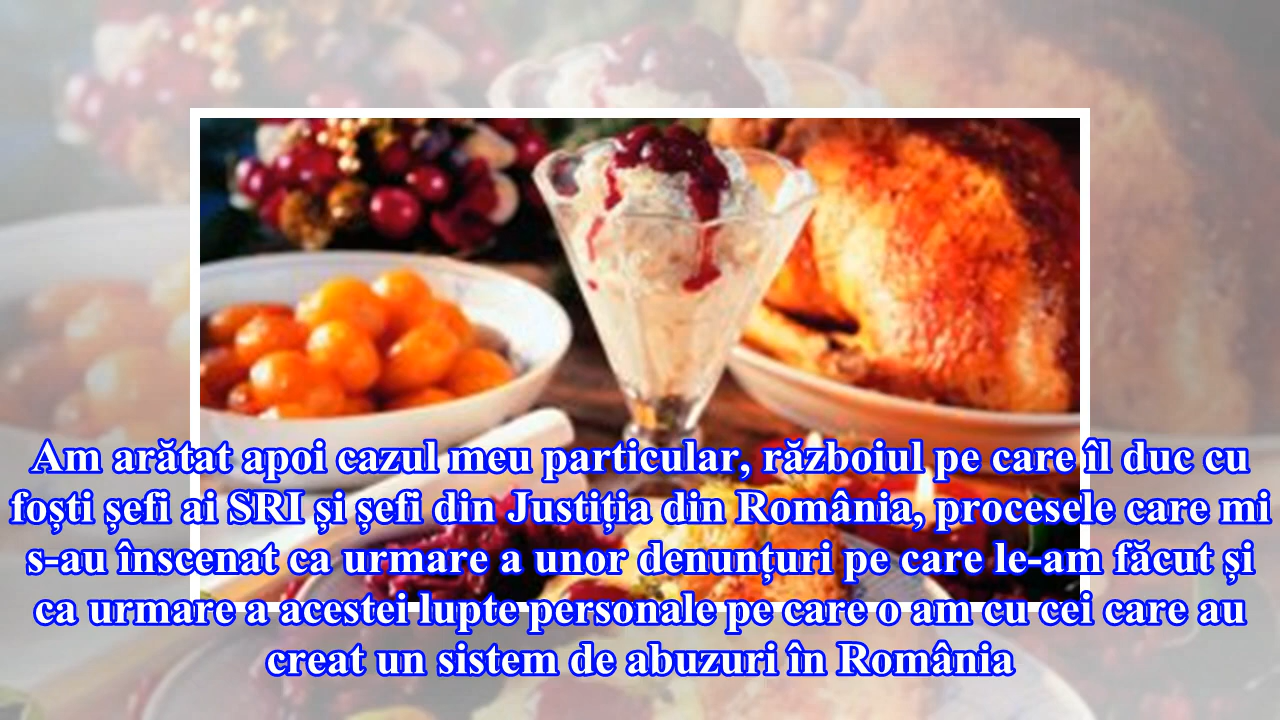 Am arătat apoi cazul meu particular, războiul pe care îl duc cu
foști șefi ai SRI și șefi din Justiția din România, procesele care mi
s-au înscenat ca urmare a unor denunțuri pe care le-am făcut și
ca urmare a acestei lupte personale pe care o am cu cei care au
creat un sistem de abuzuri în România